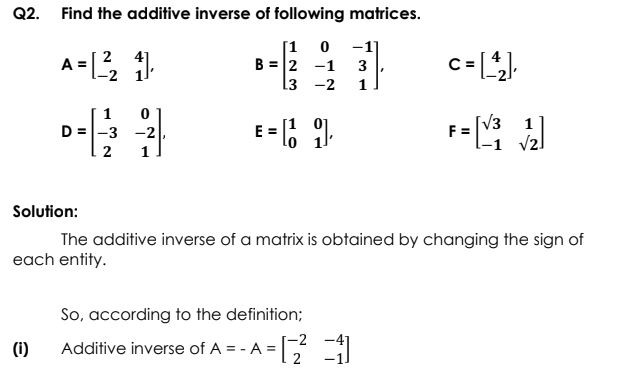 Q2. Find the additive inverse of following matrices.
A = [2 4; −2 1], B = [1 0 −1; 2 −1 3; 3 −2 1], C = [4; −2],
D = [1 0; −3 −2; 2 1], E = [1 0; 0 1], F = [√3 1; −1 √2]
Solution:
The additive inverse of a matrix is obtained by changing the sign of
each entity.
So, according to the definition;
(i) Additive inverse of A = - A = [−2 −4; 2 −1]